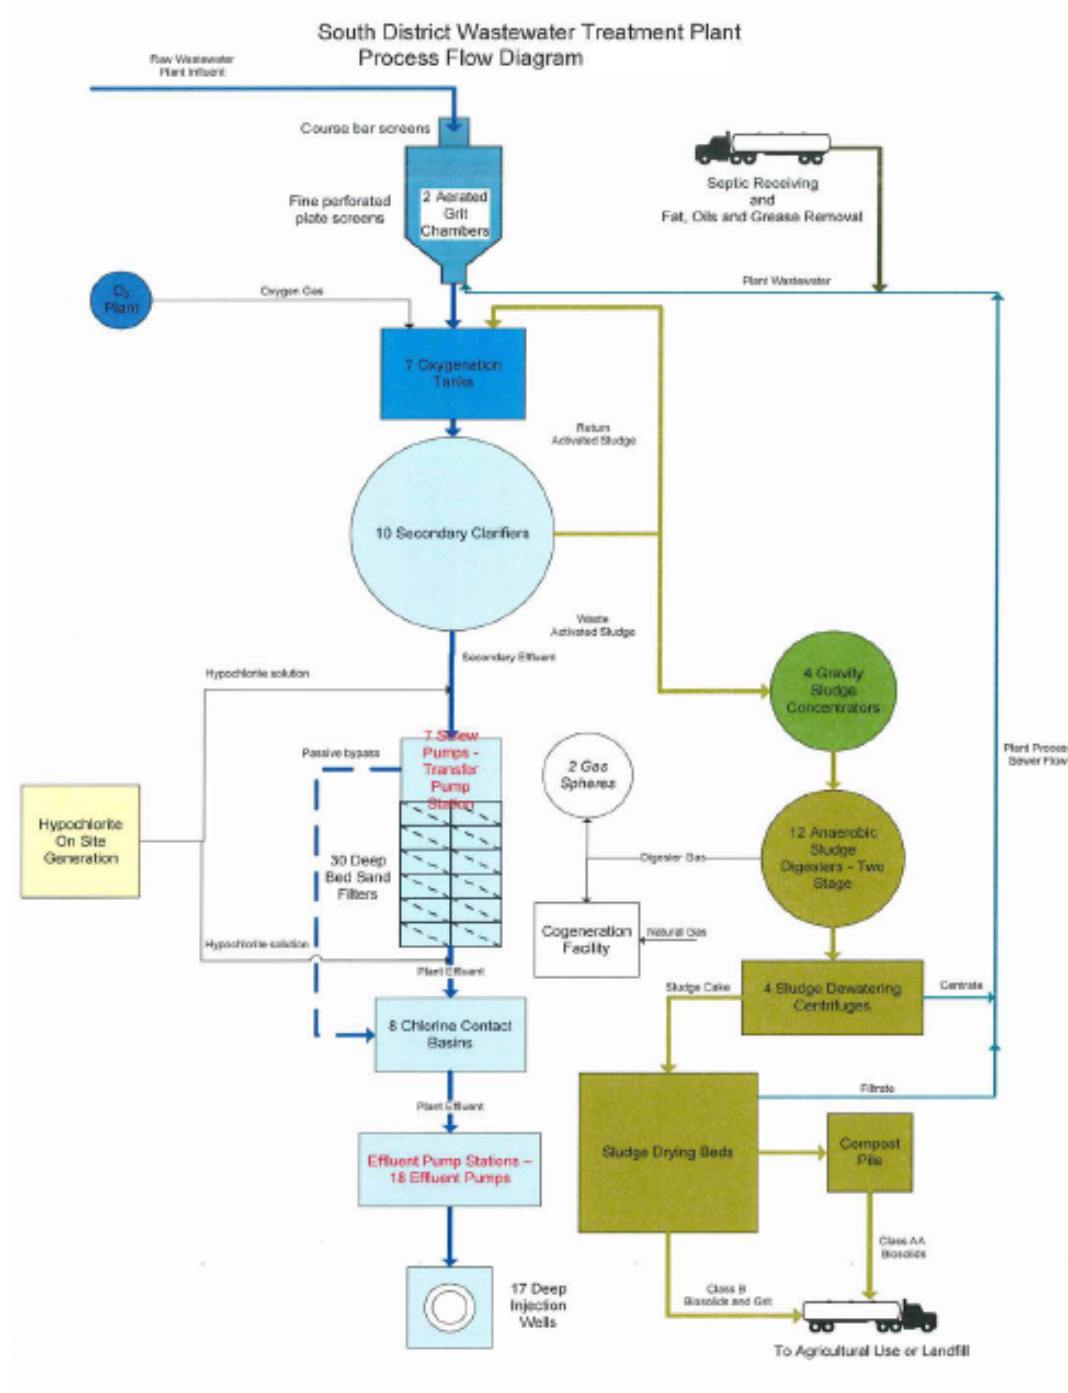 South District Wastewater Treatment Plant
Process Flow Diagram
Raw Wastewater
Plant Influent
Course bar screens
Fine perforated
plate screens
2 Aerated
Grit
Chambers
Septic Receiving
and
Fat, Oils and Grease Removal
Plant Wastewater
O2
Plant
Oxygen Gas
7 Oxygenation
Tanks
Return
Activated Sludge
10 Secondary Clarifiers
Waste
Activated Sludge
Secondary Effluent
Hypochlorite solution
4 Gravity
Sludge
Concentrators
7 Screw
Pumps -
Transfer
Pump
Station
Passive bypass
2 Gas
Spheres
Plant Process
Sewer Flow
Hypochlorite
On Site
Generation
30 Deep
Bed Sand
Filters
12 Anaerobic
Sludge
Digesters - Two
Stage
Digester Gas
Cogeneration
Facility
Natural Gas
Hypochlorite solution
Plant Effluent
Sludge Cake
4 Sludge Dewatering
Centrifuges
Centrate
8 Chlorine Contact
Basins
Filtrate
Plant Effluent
Sludge Drying Beds
Compost
Pile
Effluent Pump Stations –
18 Effluent Pumps
Class AA
Biosolids
17 Deep
Injection
Wells
Class B
Biosolids and Grit
To Agricultural Use or Landfill